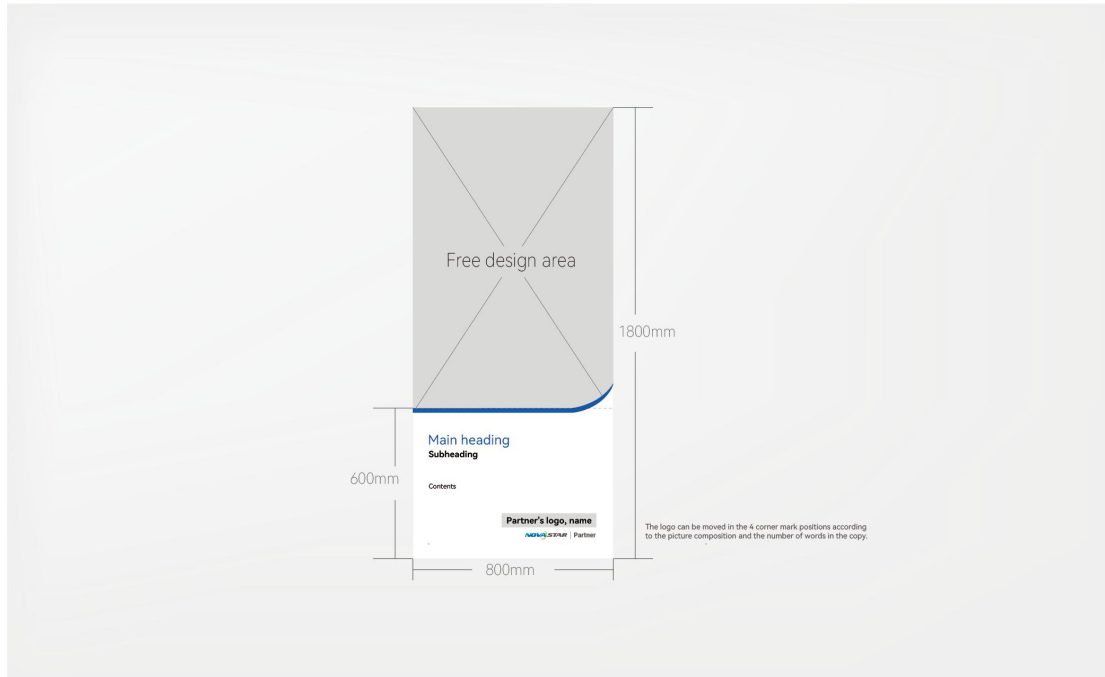 Free design area
1800mm
Main heading
Subheading
600mm
Contents
Partner's logo, name
NOVASTAR | Partner
The logo can be moved in the 4 corner mark positions according
to the picture composition and the number of words in the copy.
800mm